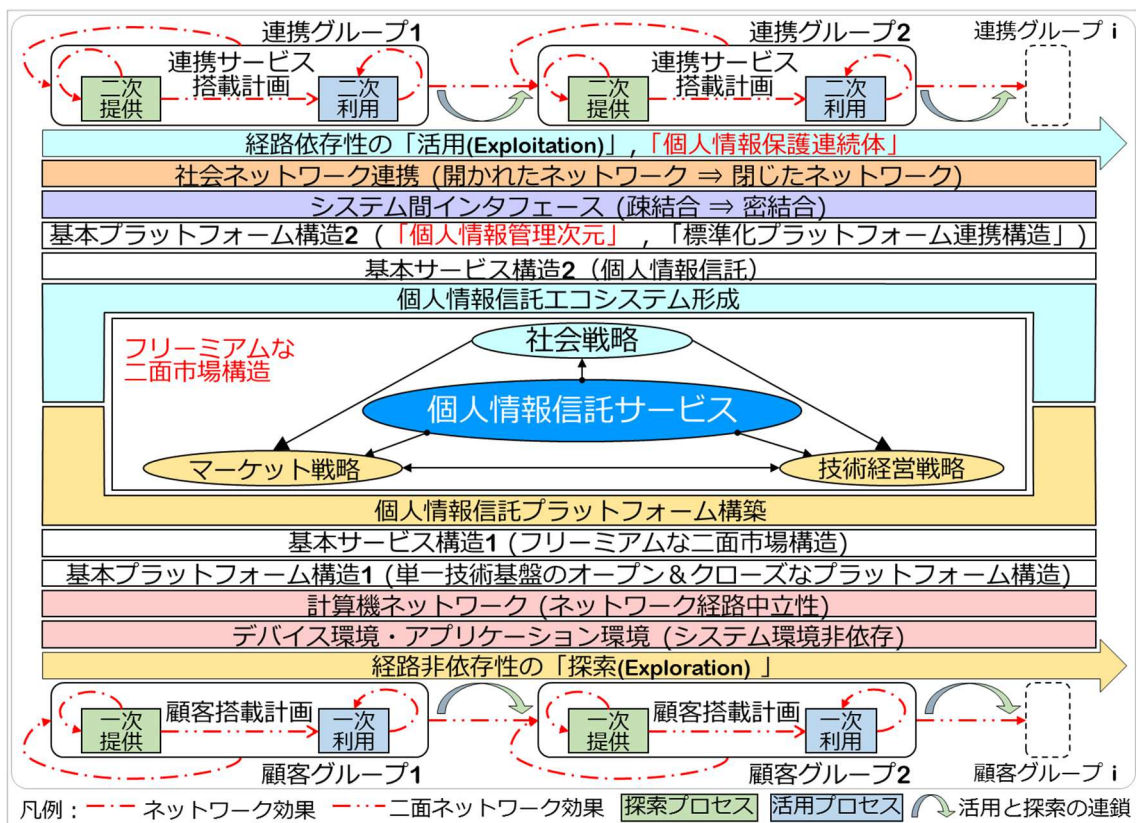 連携グループ1
連携グループ2
連携グループ i
連携サービス
搭載計画
二次
提供
二次
利用
連携サービス
搭載計画
二次
提供
二次
利用
経路依存性の「活用(Exploitation)」,「個人情報保護連続体」
社会ネットワーク連携 (開かれたネットワーク ⇒ 閉じたネットワーク)
システム間インタフェース (疎結合 ⇒ 密結合)
基本プラットフォーム構造2 (「個人情報管理次元」 , 「標準化プラットフォーム連携構造」)
基本サービス構造2 (個人情報信託)
個人情報信託エコシステム形成
フリーミアムな
二面市場構造
社会戦略
個人情報信託サービス
マーケット戦略
技術経営戦略
個人情報信託プラットフォーム構築
基本サービス構造1 (フリーミアムな二面市場構造)
基本プラットフォーム構造1 (単一技術基盤のオープン＆クローズなプラットフォーム構造)
計算機ネットワーク (ネットワーク経路中立性)
デバイス環境・アプリケーション環境 (システム環境非依存)
経路非依存性の「探索(Exploration) 」
顧客搭載計画
一次
提供
一次
利用
顧客搭載計画
一次
提供
一次
利用
顧客グループ1
顧客グループ2
顧客グループ i
凡例： ネットワーク効果 二面ネットワーク効果 探索プロセス 活用プロセス 活用と探索の連鎖